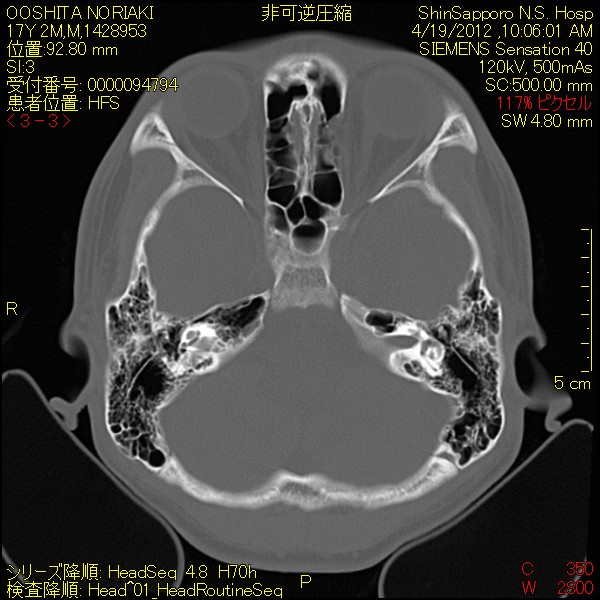 OOSHITA NORIAKI
17Y 2M,M,1428953
位置:92.80 mm
SI:3
受付番号: 0000094794
患者位置: HFS
<3-3>
非可逆圧縮
ShinSapporo N.S. Hosp
4/19/2012 ,10:06:01 AM
SIEMENS Sensation 40
120kV, 500mAs
SC:500.00 mm
117% ピクセル
SW 4.80 mm
R
5 cm
シリーズ降順: HeadSeq 4.8 H70h
検査降順: Head^01_HeadRoutineSeq
P
C 350
W 2800